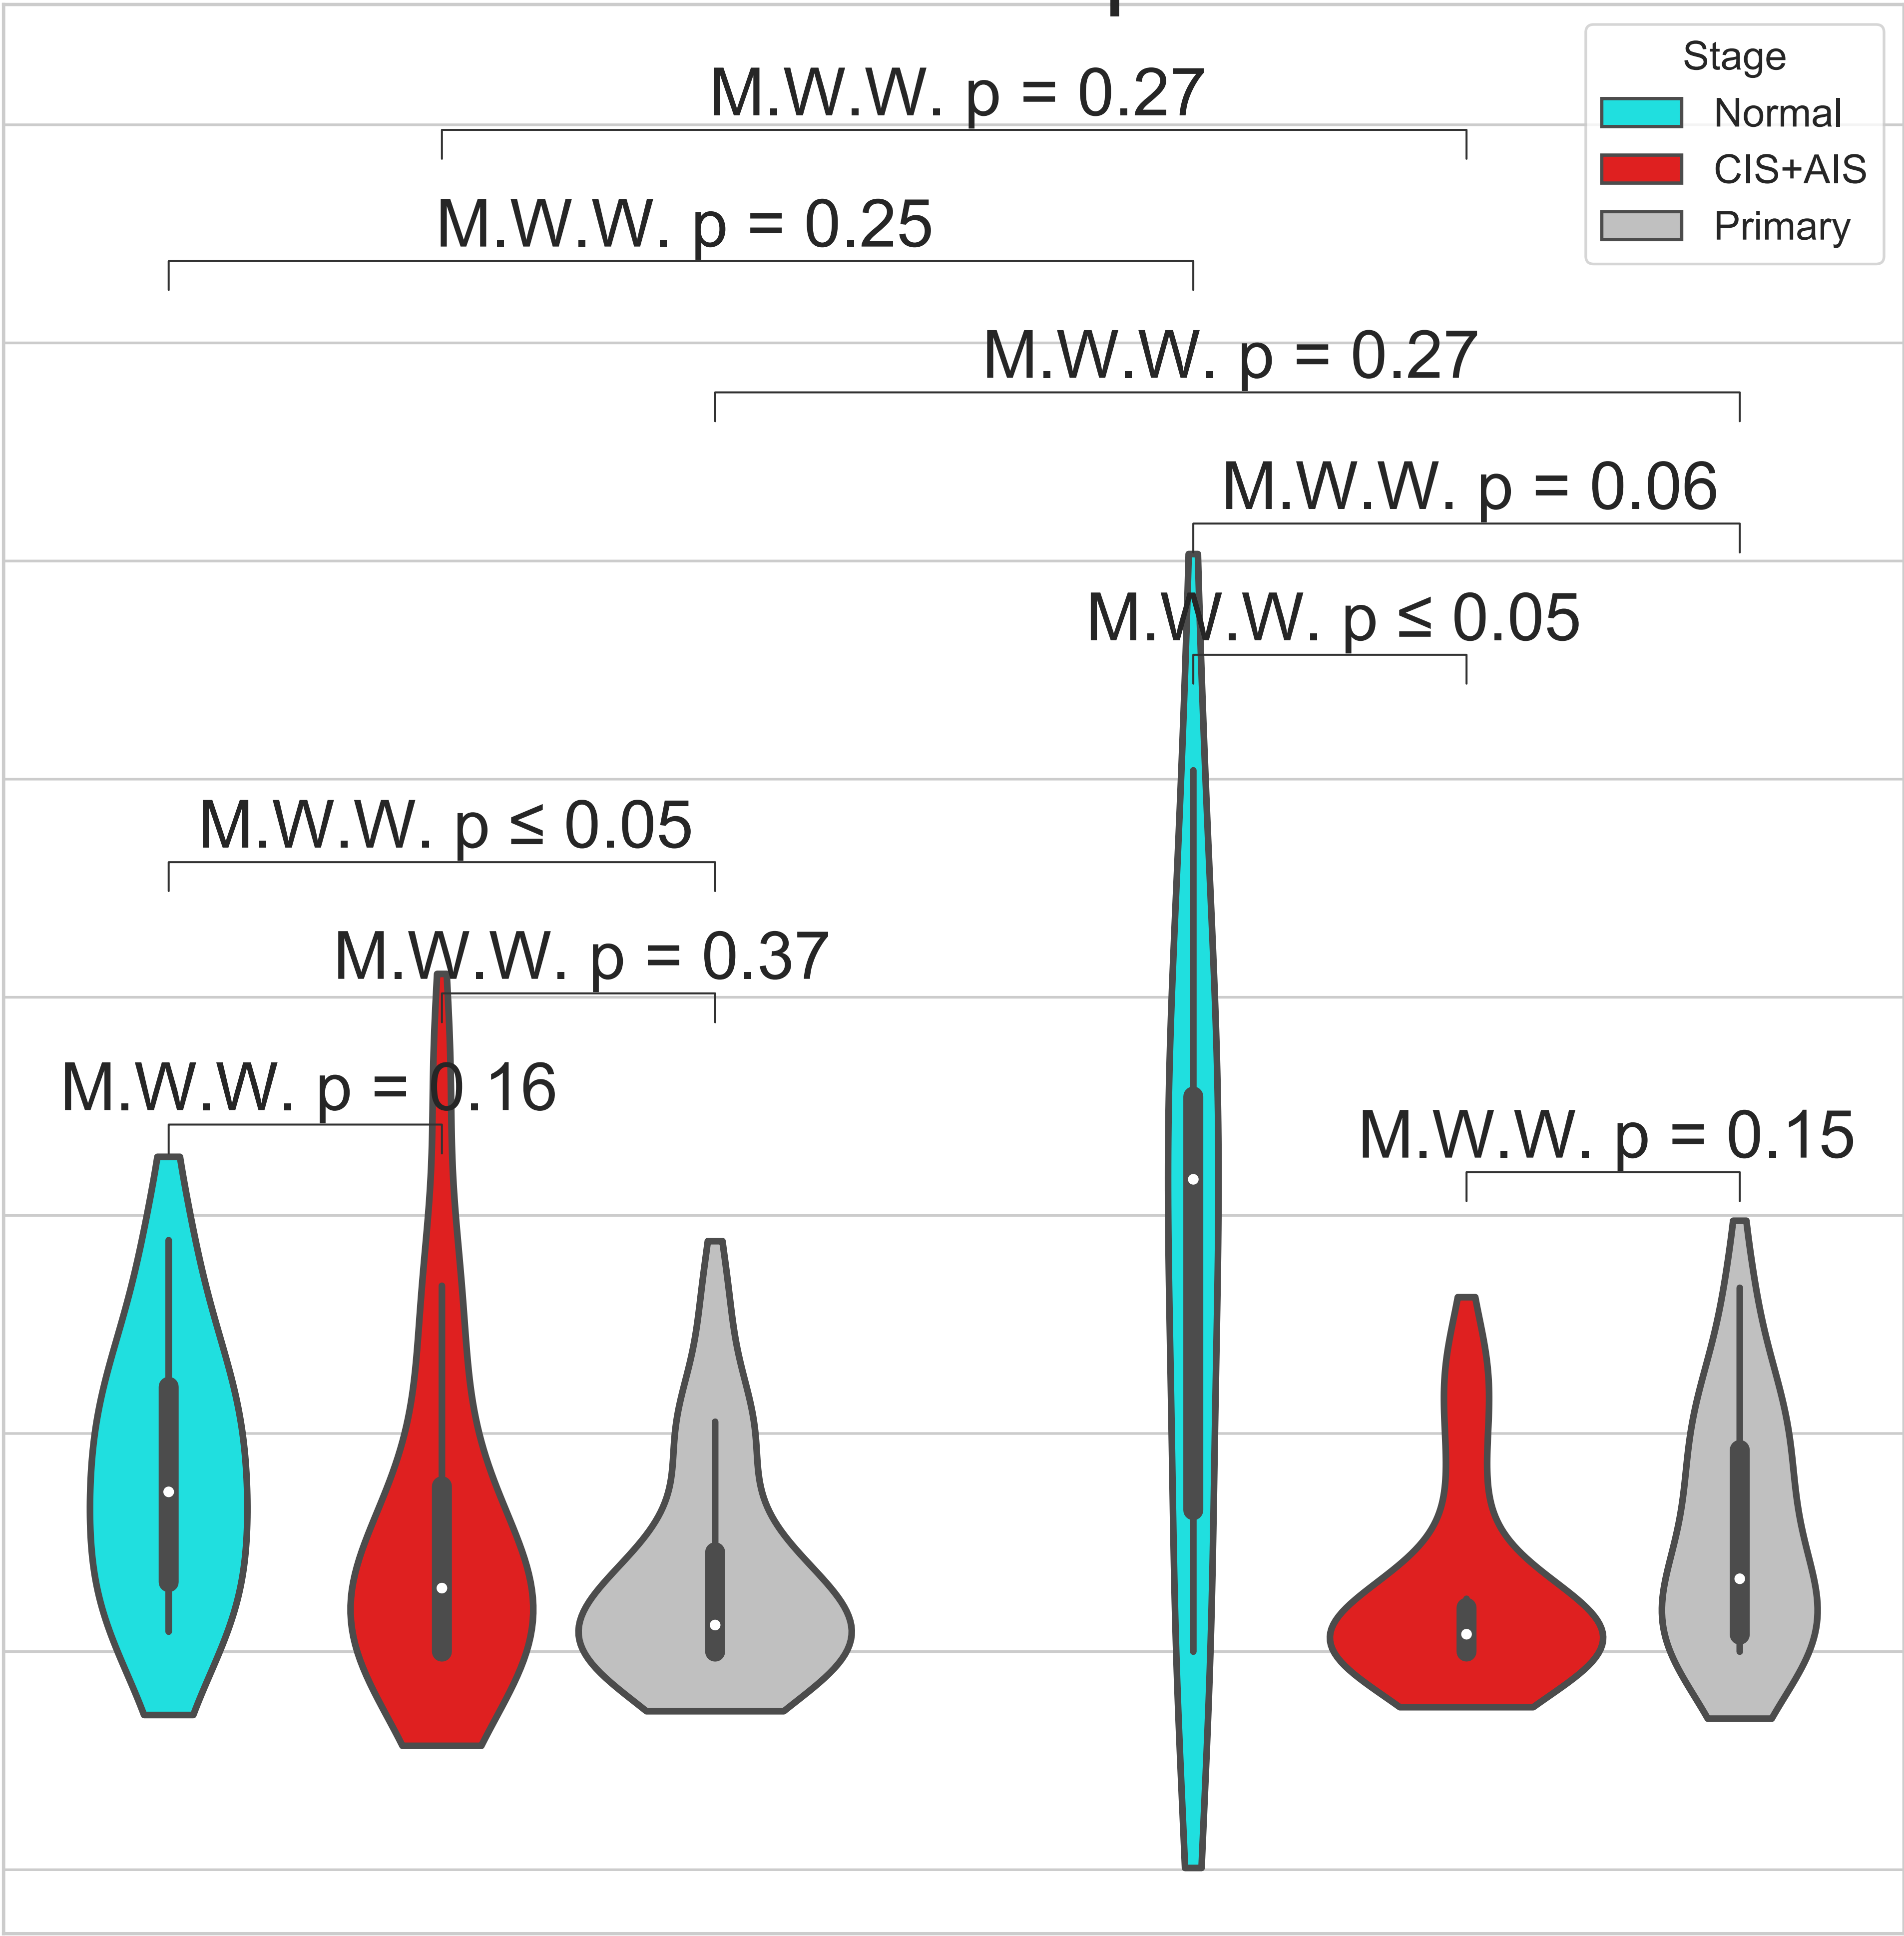 M.W.W. p = 0.27
Stage
Normal
CIS+AIS
Primary
M.W.W. p = 0.25
M.W.W. p = 0.27
M.W.W. p = 0.06
M.W.W. p ≤ 0.05
M.W.W. p ≤ 0.05
M.W.W. p = 0.37
M.W.W. p = 0.16
M.W.W. p = 0.15